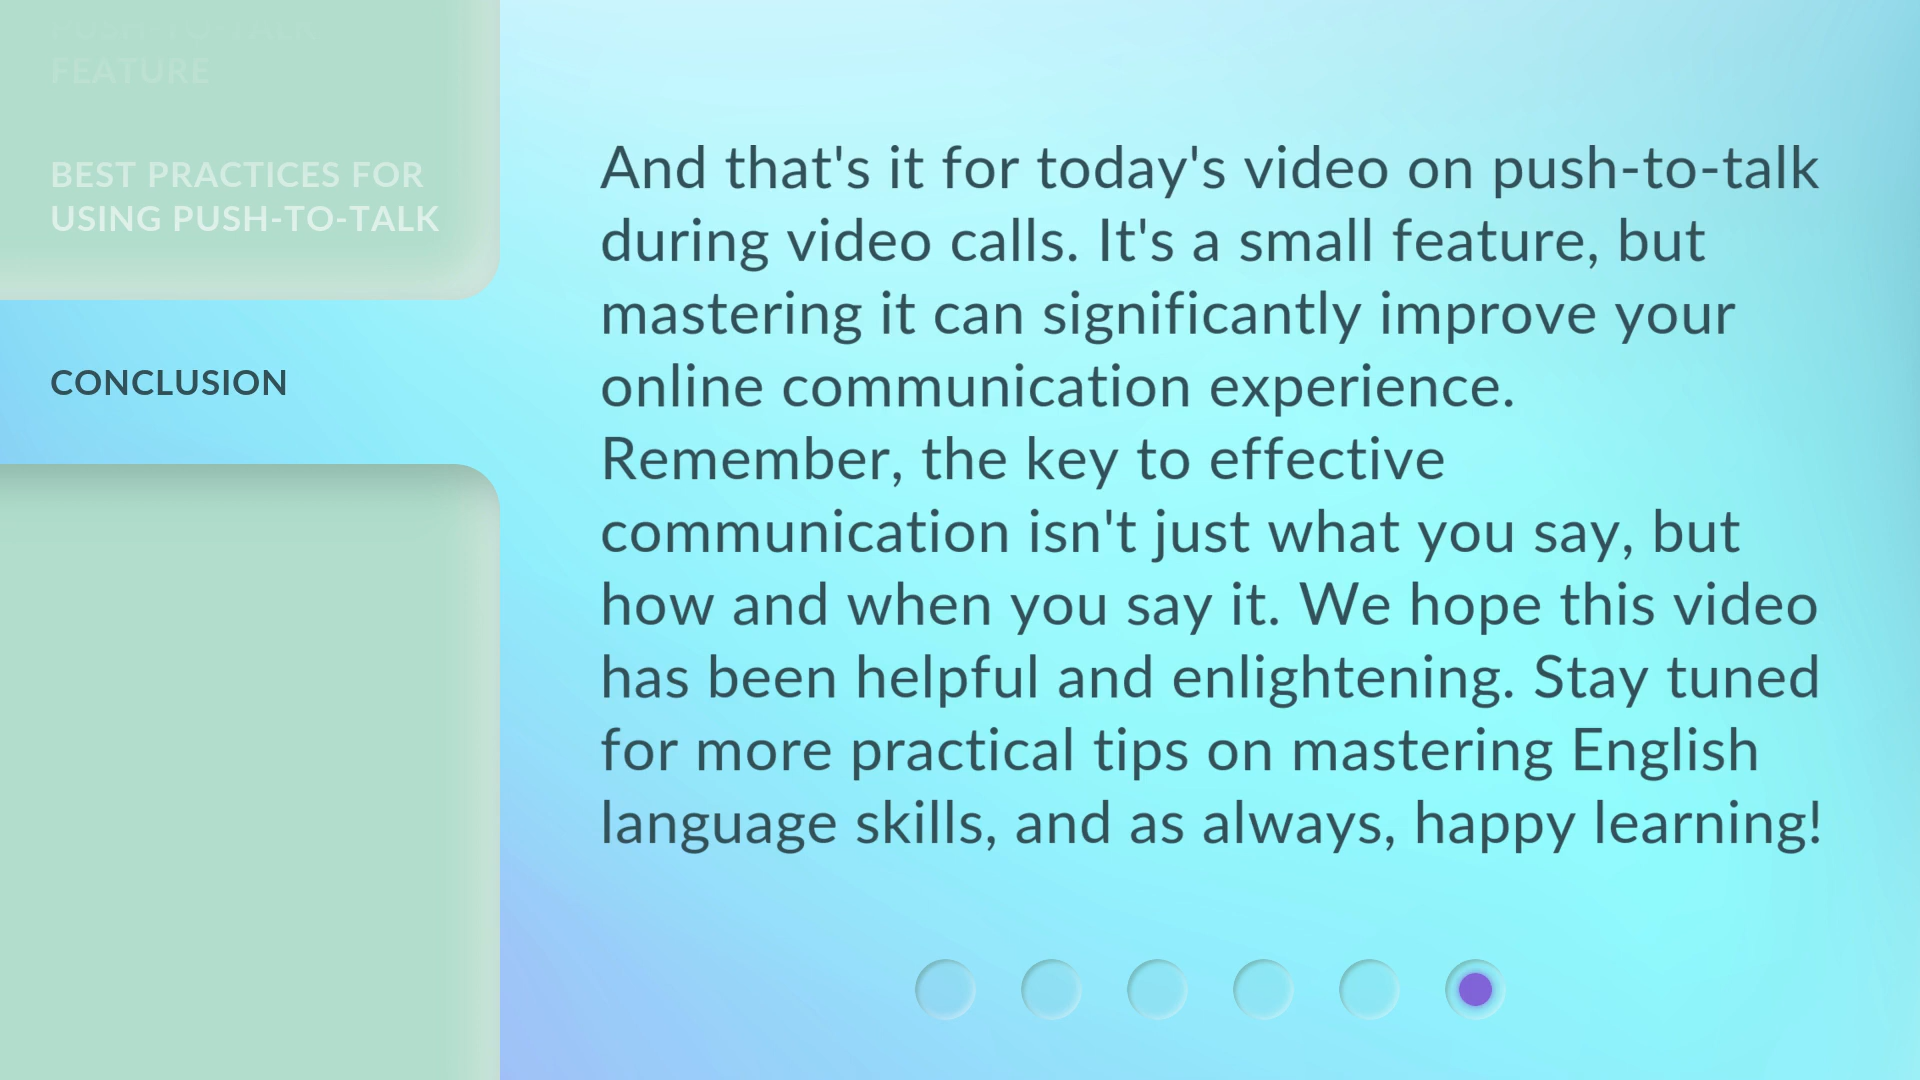 PUSH-TO-TALK
FEATURE
BEST PRACTICES FOR
USING PUSH-TO-TALK
CONCLUSION
And that's it for today's video on push-to-talk
during video calls. It's a small feature, but
mastering it can significantly improve your
online communication experience.
Remember, the key to effective
communication isn't just what you say, but
how and when you say it. We hope this video
has been helpful and enlightening. Stay tuned
for more practical tips on mastering English
language skills, and as always, happy learning!